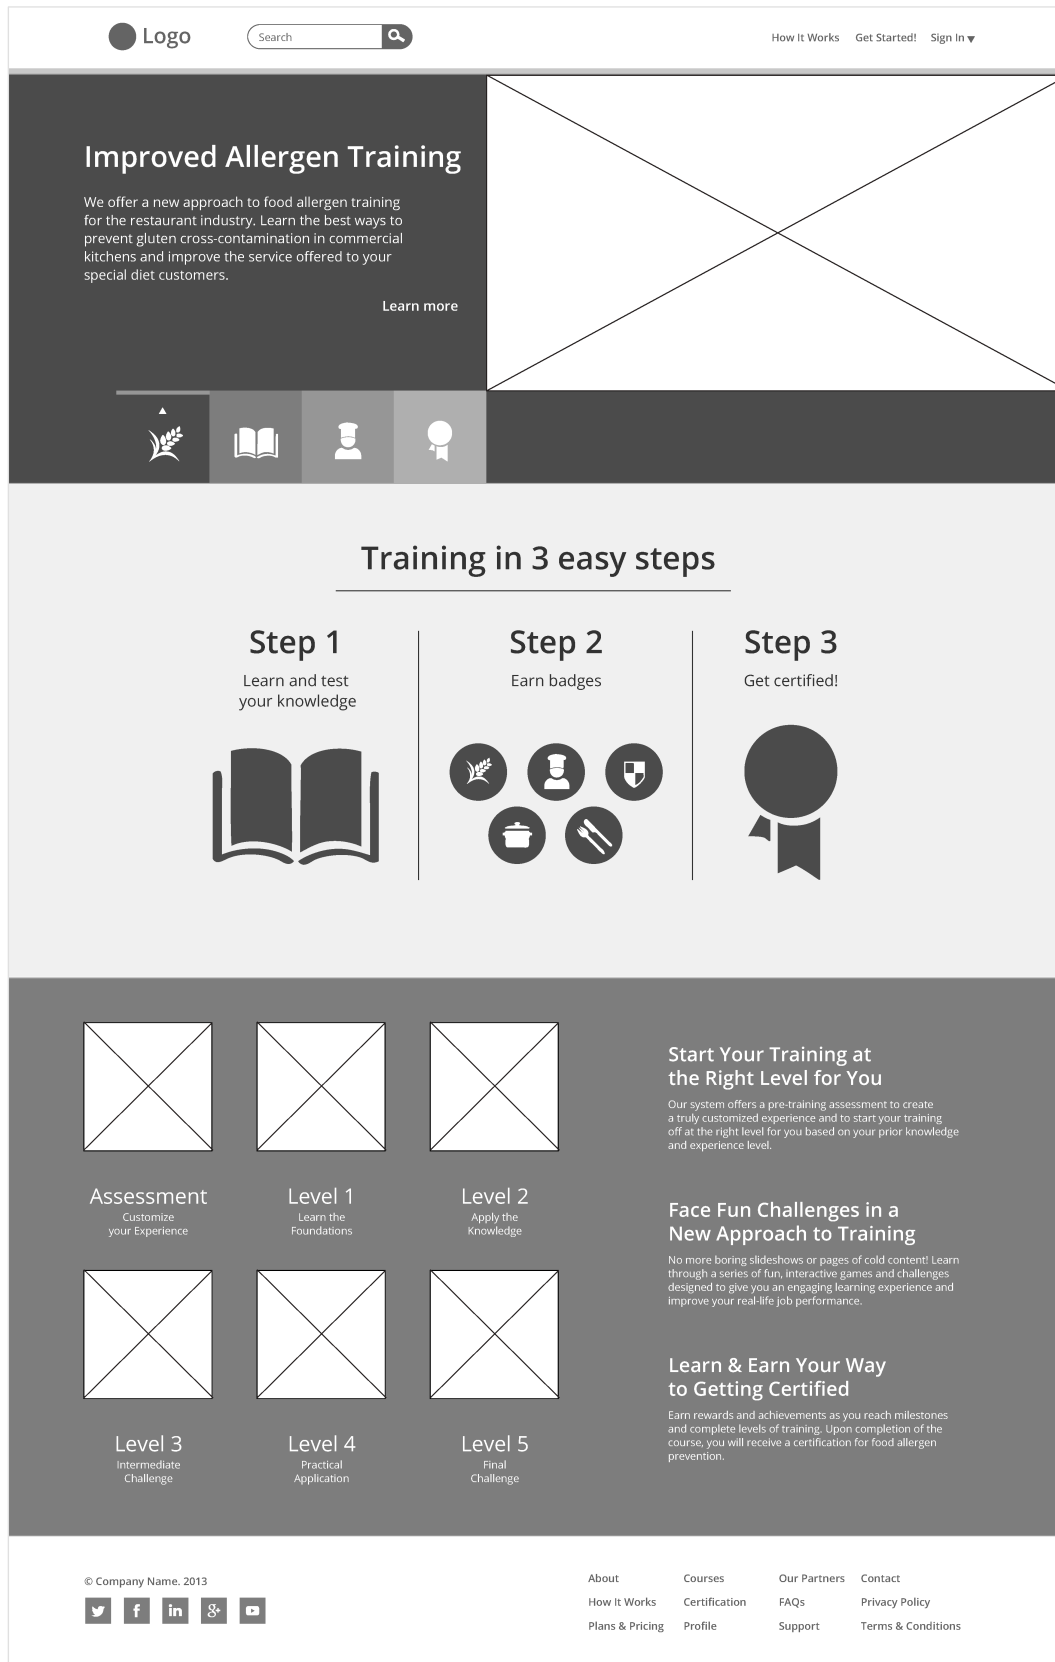 Logo
Search
How It Works Get Started! Sign In
Improved Allergen Training
We offer a new approach to food allergen training
for the restaurant industry. Learn the best ways to
prevent gluten cross-contamination in commercial
kitchens and improve the service offered to your
special diet customers.
Learn more
Training in 3 easy steps
Step 1
Learn and test
your knowledge
Step 2
Earn badges
Step 3
Get certified!
Assessment
Customize
your Experience
Level 1
Learn the
Foundations
Level 2
Apply the
Knowledge
Level 3
Intermediate
Challenge
Level 4
Practical
Application
Level 5
Final
Challenge
Start Your Training at
the Right Level for You
Our system offers a pre-training assessment to create
a truly customized experience and to start your training
off at the right level for you based on your prior knowledge
and experience level.
Face Fun Challenges in a
New Approach to Training
No more boring slideshows or pages of cold content! Learn
through a series of fun, interactive games and challenges
designed to give you an engaging learning experience and
improve your real-life job performance.
Learn & Earn Your Way
to Getting Certified
Earn rewards and achievements as you reach milestones
and complete levels of training. Upon completion of the
course, you will receive a certification for food allergen
prevention.
© Company Name. 2013
f in g+
About Courses Our Partners Contact
How It Works Certification FAQs Privacy Policy
Plans & Pricing Profile Support Terms & Conditions